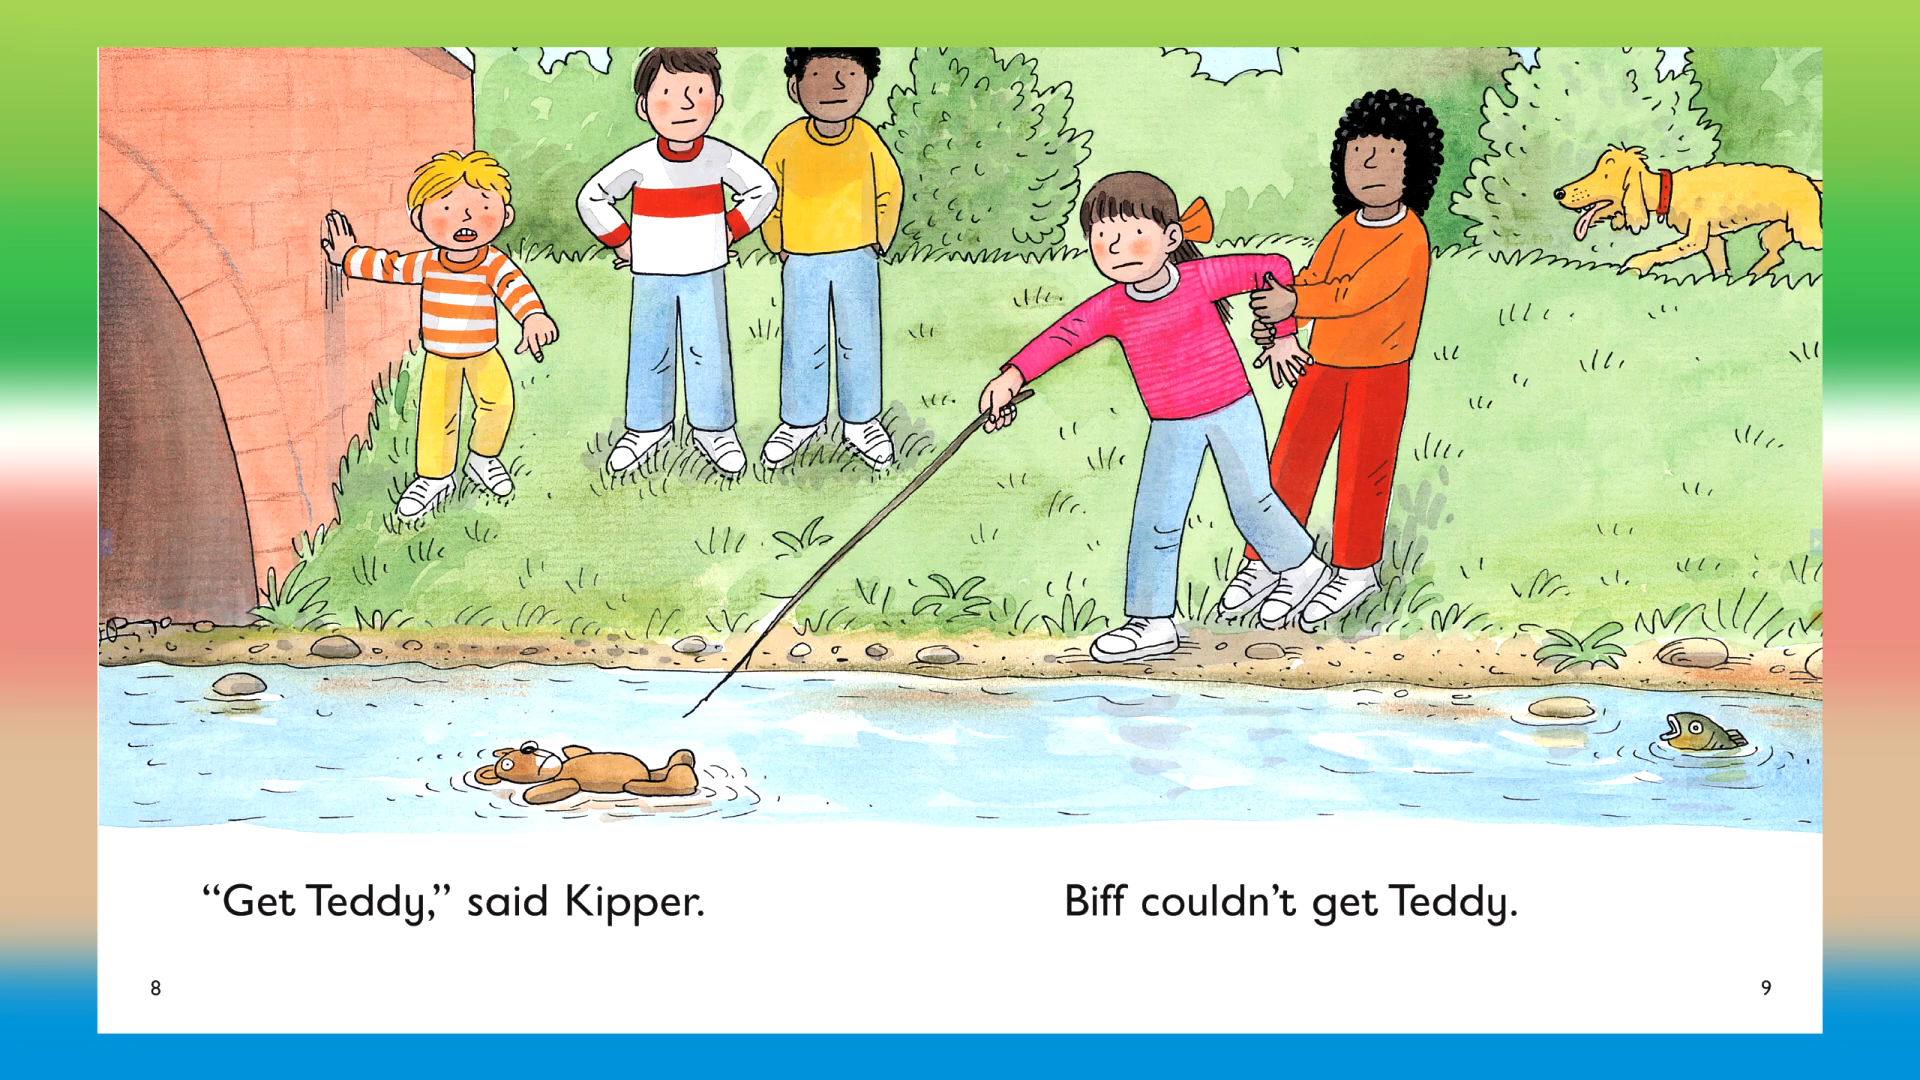 “Get Teddy,” said Kipper.
Biff couldn’t get Teddy.
8
9